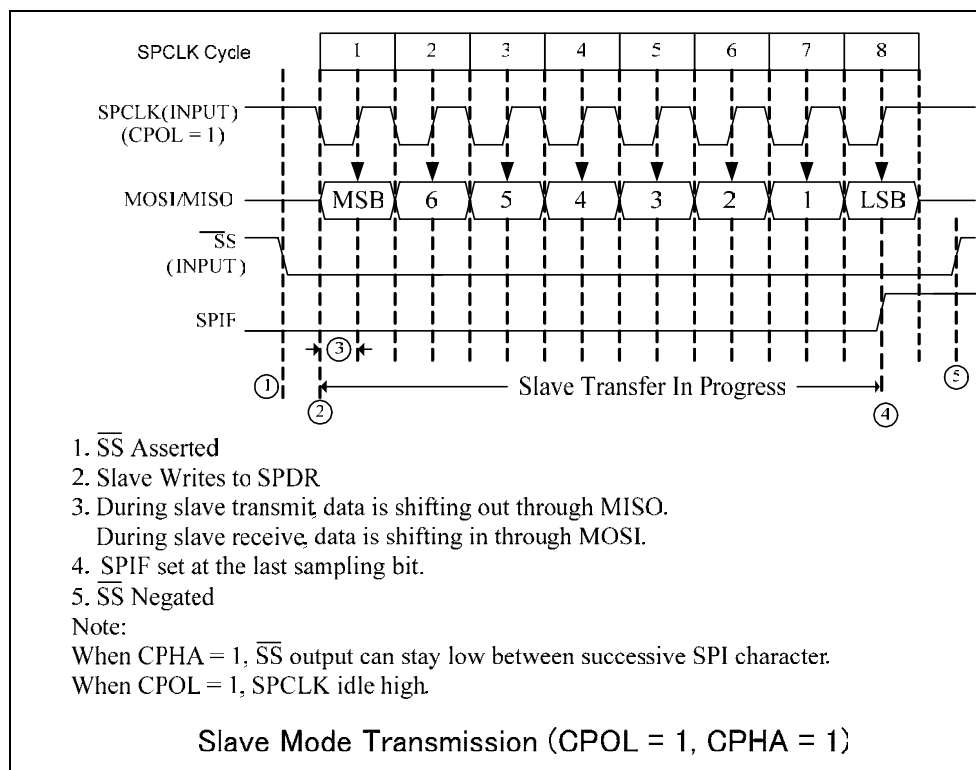 SPCLK Cycle 1 2 3 4 5 6 7 8
SPCLK(INPUT)
(CPOL = 1)
MOSI/MISO MSB 6 5 4 3 2 1 LSB
SS
(INPUT)
SPIF
③
① Slave Transfer In Progress ⑤
② ④
1. SS Asserted
2. Slave Writes to SPDR
3. During slave transmit, data is shifting out through MISO.
During slave receive, data is shifting in through MOSI.
4. SPIF set at the last sampling bit.
5. SS Negated
Note:
When CPHA = 1, SS output can stay low between successive SPI character.
When CPOL = 1, SPCLK idle high.
Slave Mode Transmission (CPOL = 1, CPHA = 1)